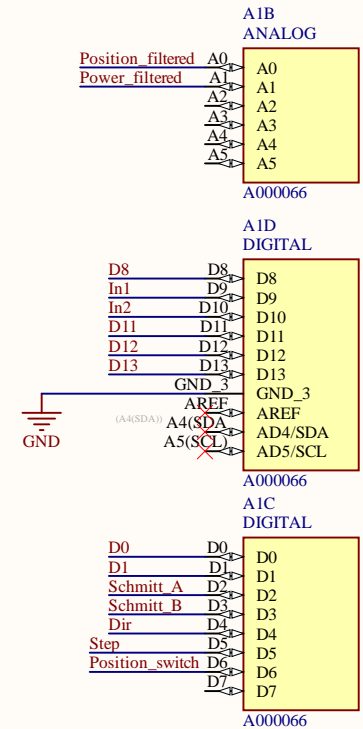 A1B
ANALOG
Position_filtered A0 A0
Power_filtered A1 A1
A2 A2
A3 A3
A4 A4
A5 A5
A000066
A1D
DIGITAL
D8 D8 D8
In1 D9 D9
In2 D10 D10
D11 D11 D11
D12 D12 D12
D13 D13 D13
GND_3 GND_3
AREF AREF
(A4(SDA)) A4(SDA AD4/SDA
GND A5(SCL) AD5/SCL
A000066
A1C
DIGITAL
D0 D0 D0
D1 D1 D1
Schmitt_A D2 D2
Schmitt_B D3 D3
Dir D4 D4
Step D5 D5
Position_switch D6 D6
D7 D7
A000066